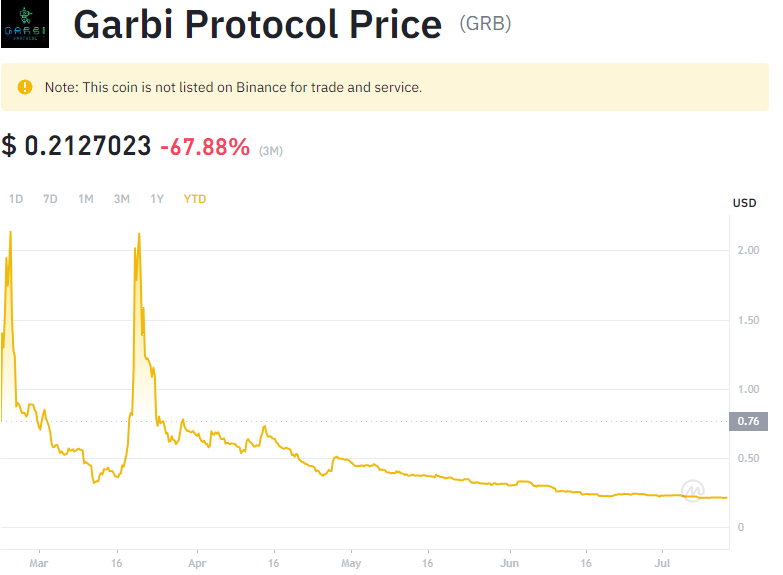 GARBI
PROTOCOL
Garbi Protocol Price (GRB)
Note: This coin is not listed on Binance for trade and service.
$ 0.2127023 -67.88% (3M)
1D 7D 1M 3M 1Y YTD
USD
2.00
1.50
1.00
0.76
0.50
0
Mar 16 Apr 16 May 16 Jun 16 Jul